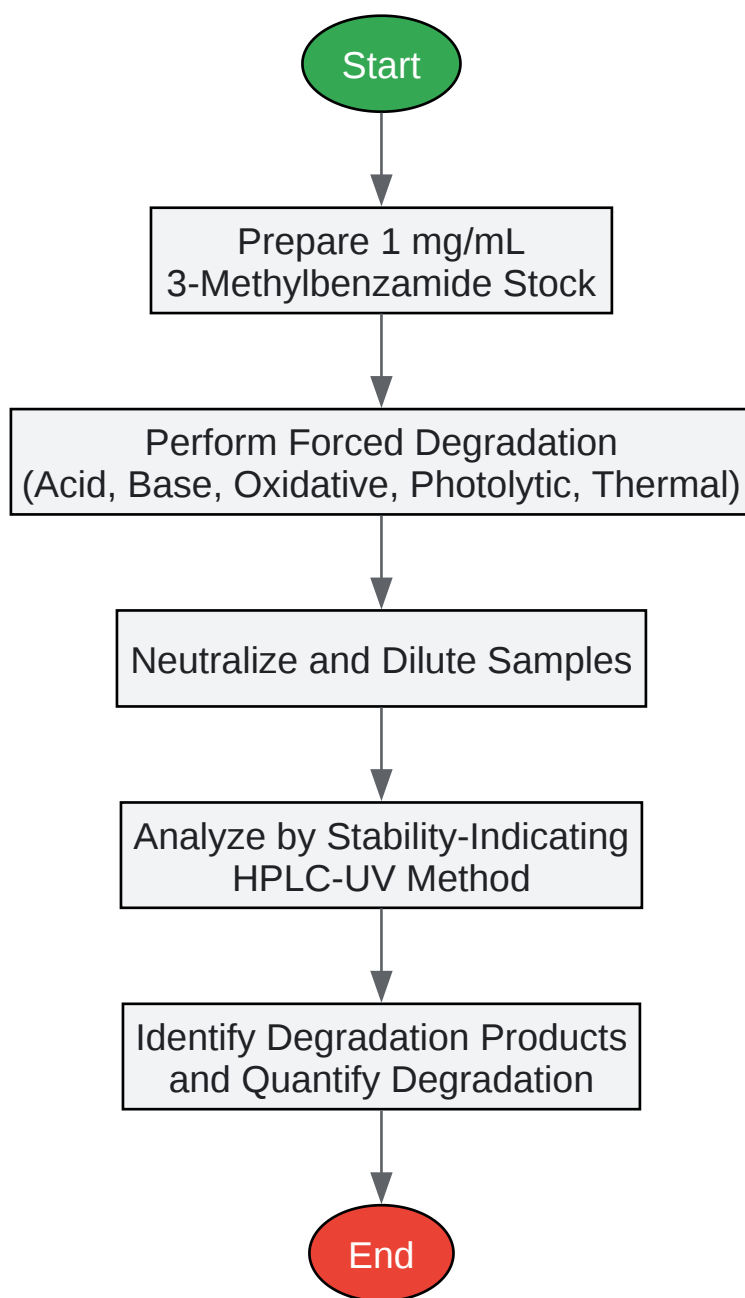 Start
Prepare 1 mg/mL
3-Methylbenzamide Stock
Perform Forced Degradation
(Acid, Base, Oxidative, Photolytic, Thermal)
Neutralize and Dilute Samples
Analyze by Stability-Indicating
HPLC-UV Method
Identify Degradation Products
and Quantify Degradation
End